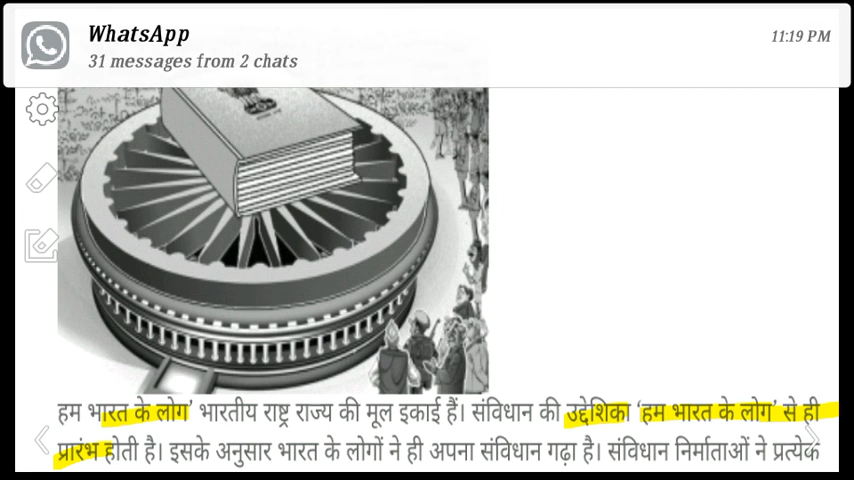 WhatsApp
11:19 PM
31 messages from 2 chats
हम भारत के लोग’ भारतीय राष्ट्र राज्य की मूल इकाई हैं। संविधान की उद्देशिका ‘हम भारत के लोग’ से ही
प्रारंभ होती है। इसके अनुसार भारत के लोगों ने ही अपना संविधान गढ़ा है। संविधान निर्माताओं ने प्रत्येक